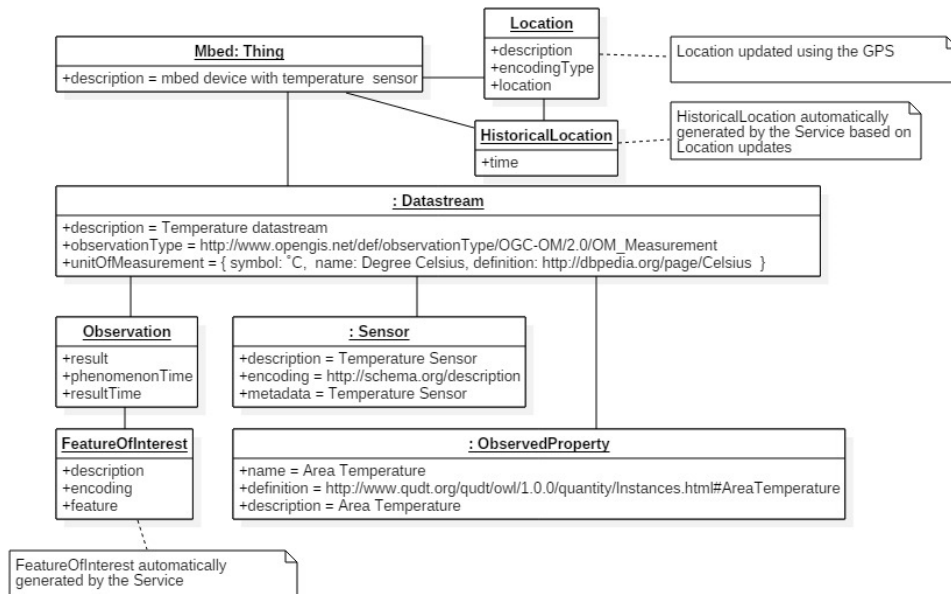 Mbed: Thing
+description = mbed device with temperature sensor
Location
+description
+encodingType
+location
Location updated using the GPS
HistoricalLocation
+time
HistoricalLocation automatically
generated by the Service based on
Location updates
: Datastream
+description = Temperature datastream
+observationType = http://www.opengis.net/def/observationType/OGC-OM/2.0/OM_Measurement
+unitOfMeasurement = { symbol: ˚C, name: Degree Celsius, definition: http://dbpedia.org/page/Celsius }
Observation
+result
+phenomenonTime
+resultTime
: Sensor
+description = Temperature Sensor
+encoding = http://schema.org/description
+metadata = Temperature Sensor
FeatureOfInterest
+description
+encoding
+feature
: ObservedProperty
+name = Area Temperature
+definition = http://www.qudt.org/qudt/owl/1.0.0/quantity/Instances.html#AreaTemperature
+description = Area Temperature
FeatureOfInterest automatically
generated by the Service